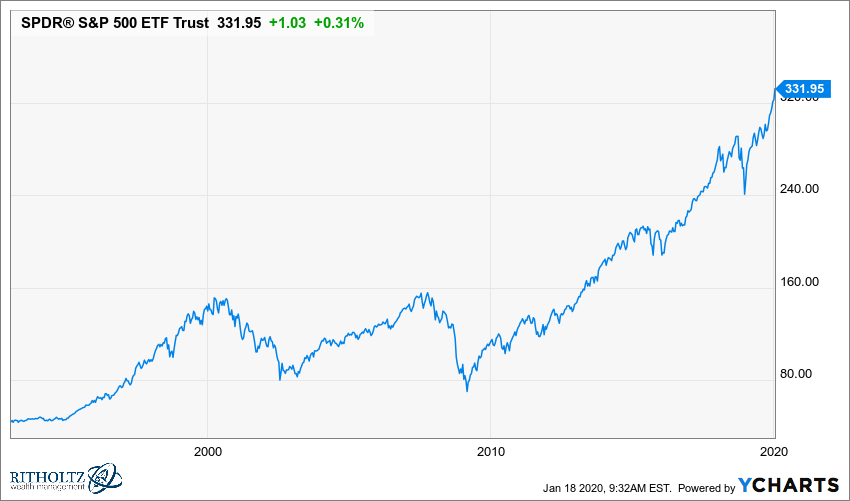 SPDR® S&P 500 ETF Trust 331.95 +1.03 +0.31%
331.95
320.00
240.00
160.00
80.00
2000 2010 2020
RITHOLTZ
wealth management
Jan 18 2020, 9:32AM EST. Powered by YCHARTS